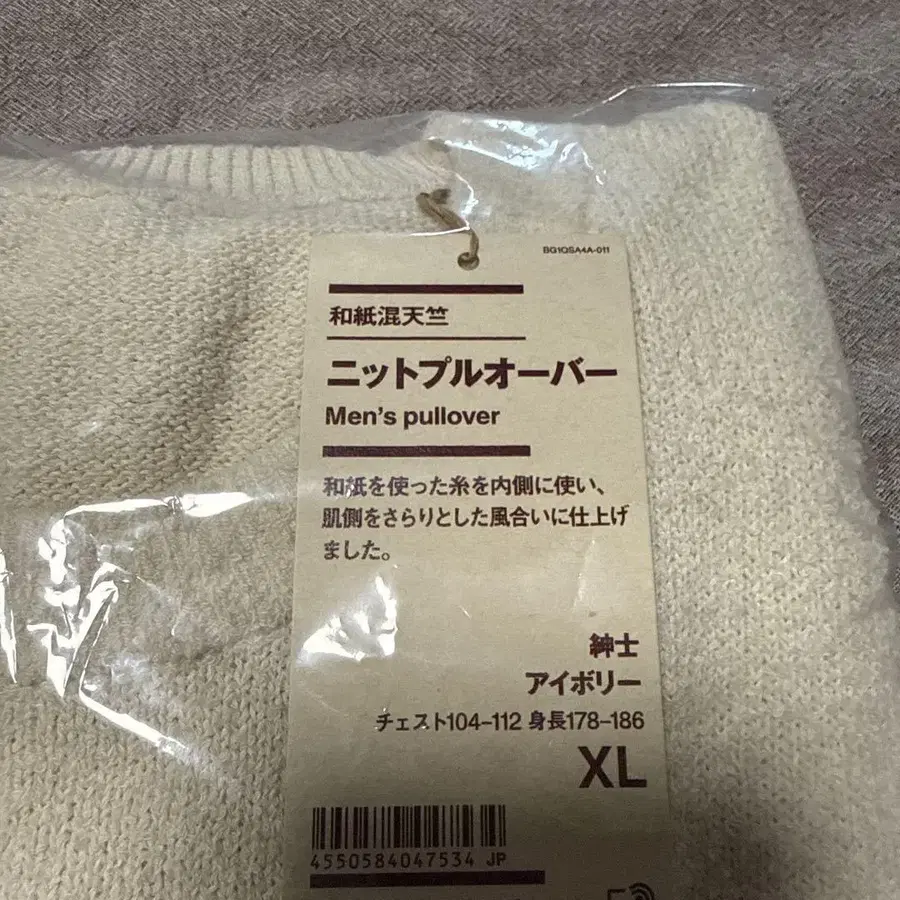 BG1QSA4A-011
和紙混天竺
ニットプルオーバー
Men's pullover
和紙を使った糸を内側に使い、
肌側をさらりとした風合いに仕上げ
ました。
紳士
アイボリー
チェスト104-112 身長178-186
XL
4550584047534 JP